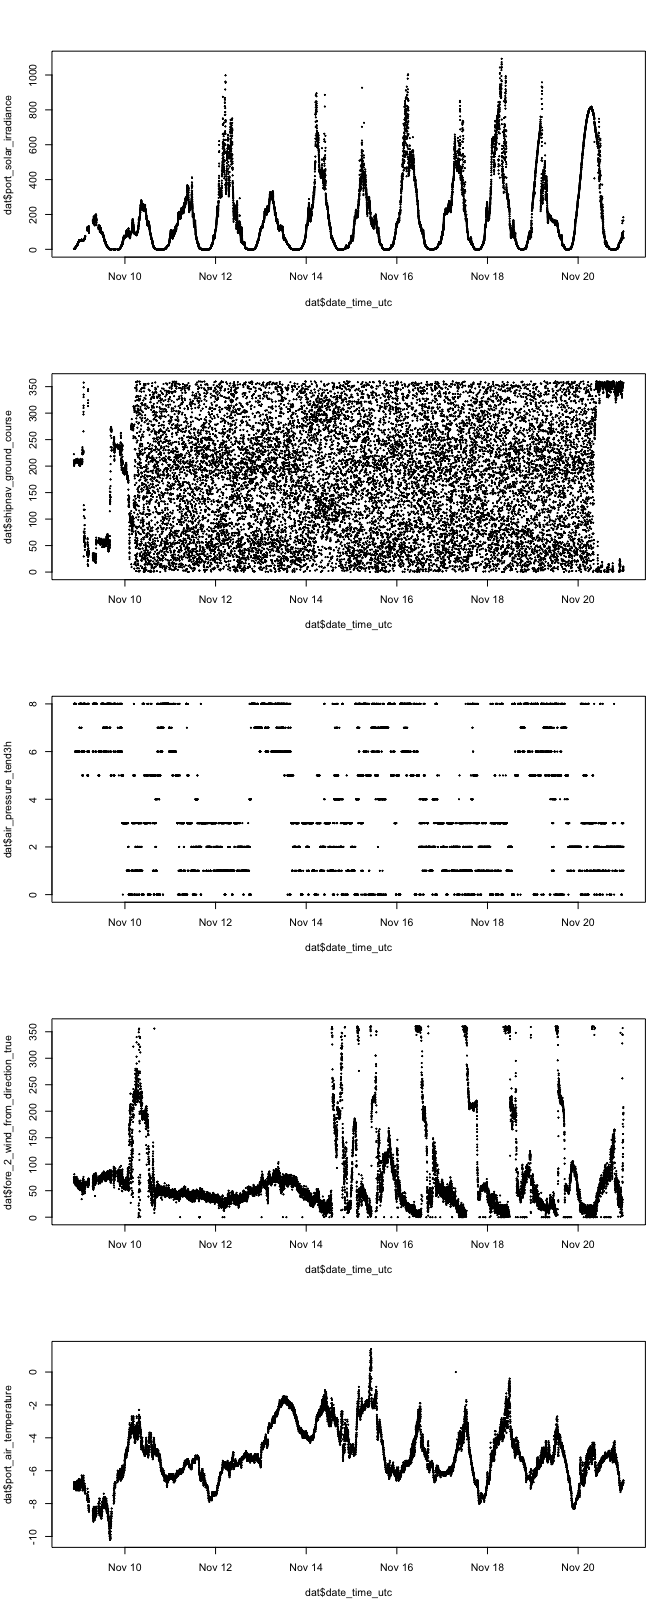 dat$port_solar_irradiance
1000
800
600
400
200
0
Nov 10 Nov 12 Nov 14 Nov 16 Nov 18 Nov 20
dat$date_time_utc
dat$shipnav_ground_course
350
300
250
200
150
100
50
0
Nov 10 Nov 12 Nov 14 Nov 16 Nov 18 Nov 20
dat$date_time_utc
dat$air_pressure_tend3h
8
6
4
2
0
Nov 10 Nov 12 Nov 14 Nov 16 Nov 18 Nov 20
dat$date_time_utc
dat$fore_2_wind_from_direction_true
350
300
250
200
150
100
50
0
Nov 10 Nov 12 Nov 14 Nov 16 Nov 18 Nov 20
dat$date_time_utc
dat$port_air_temperature
0
-2
-4
-6
-8
-10
Nov 10 Nov 12 Nov 14 Nov 16 Nov 18 Nov 20
dat$date_time_utc